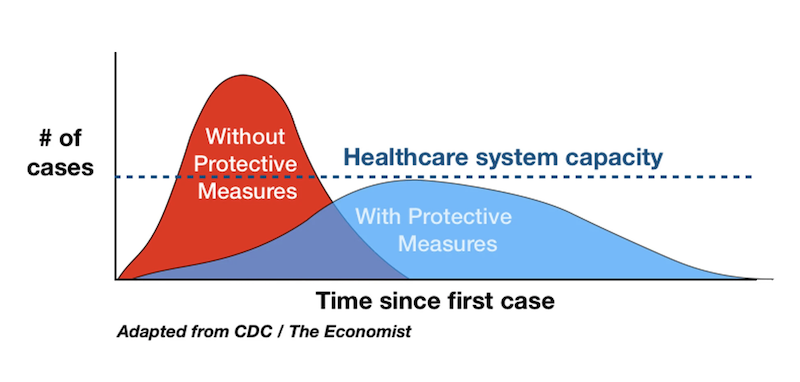 # of
cases
Without
Protective
Measures
Healthcare system capacity
With Protective
Measures
Time since first case
Adapted from CDC / The Economist